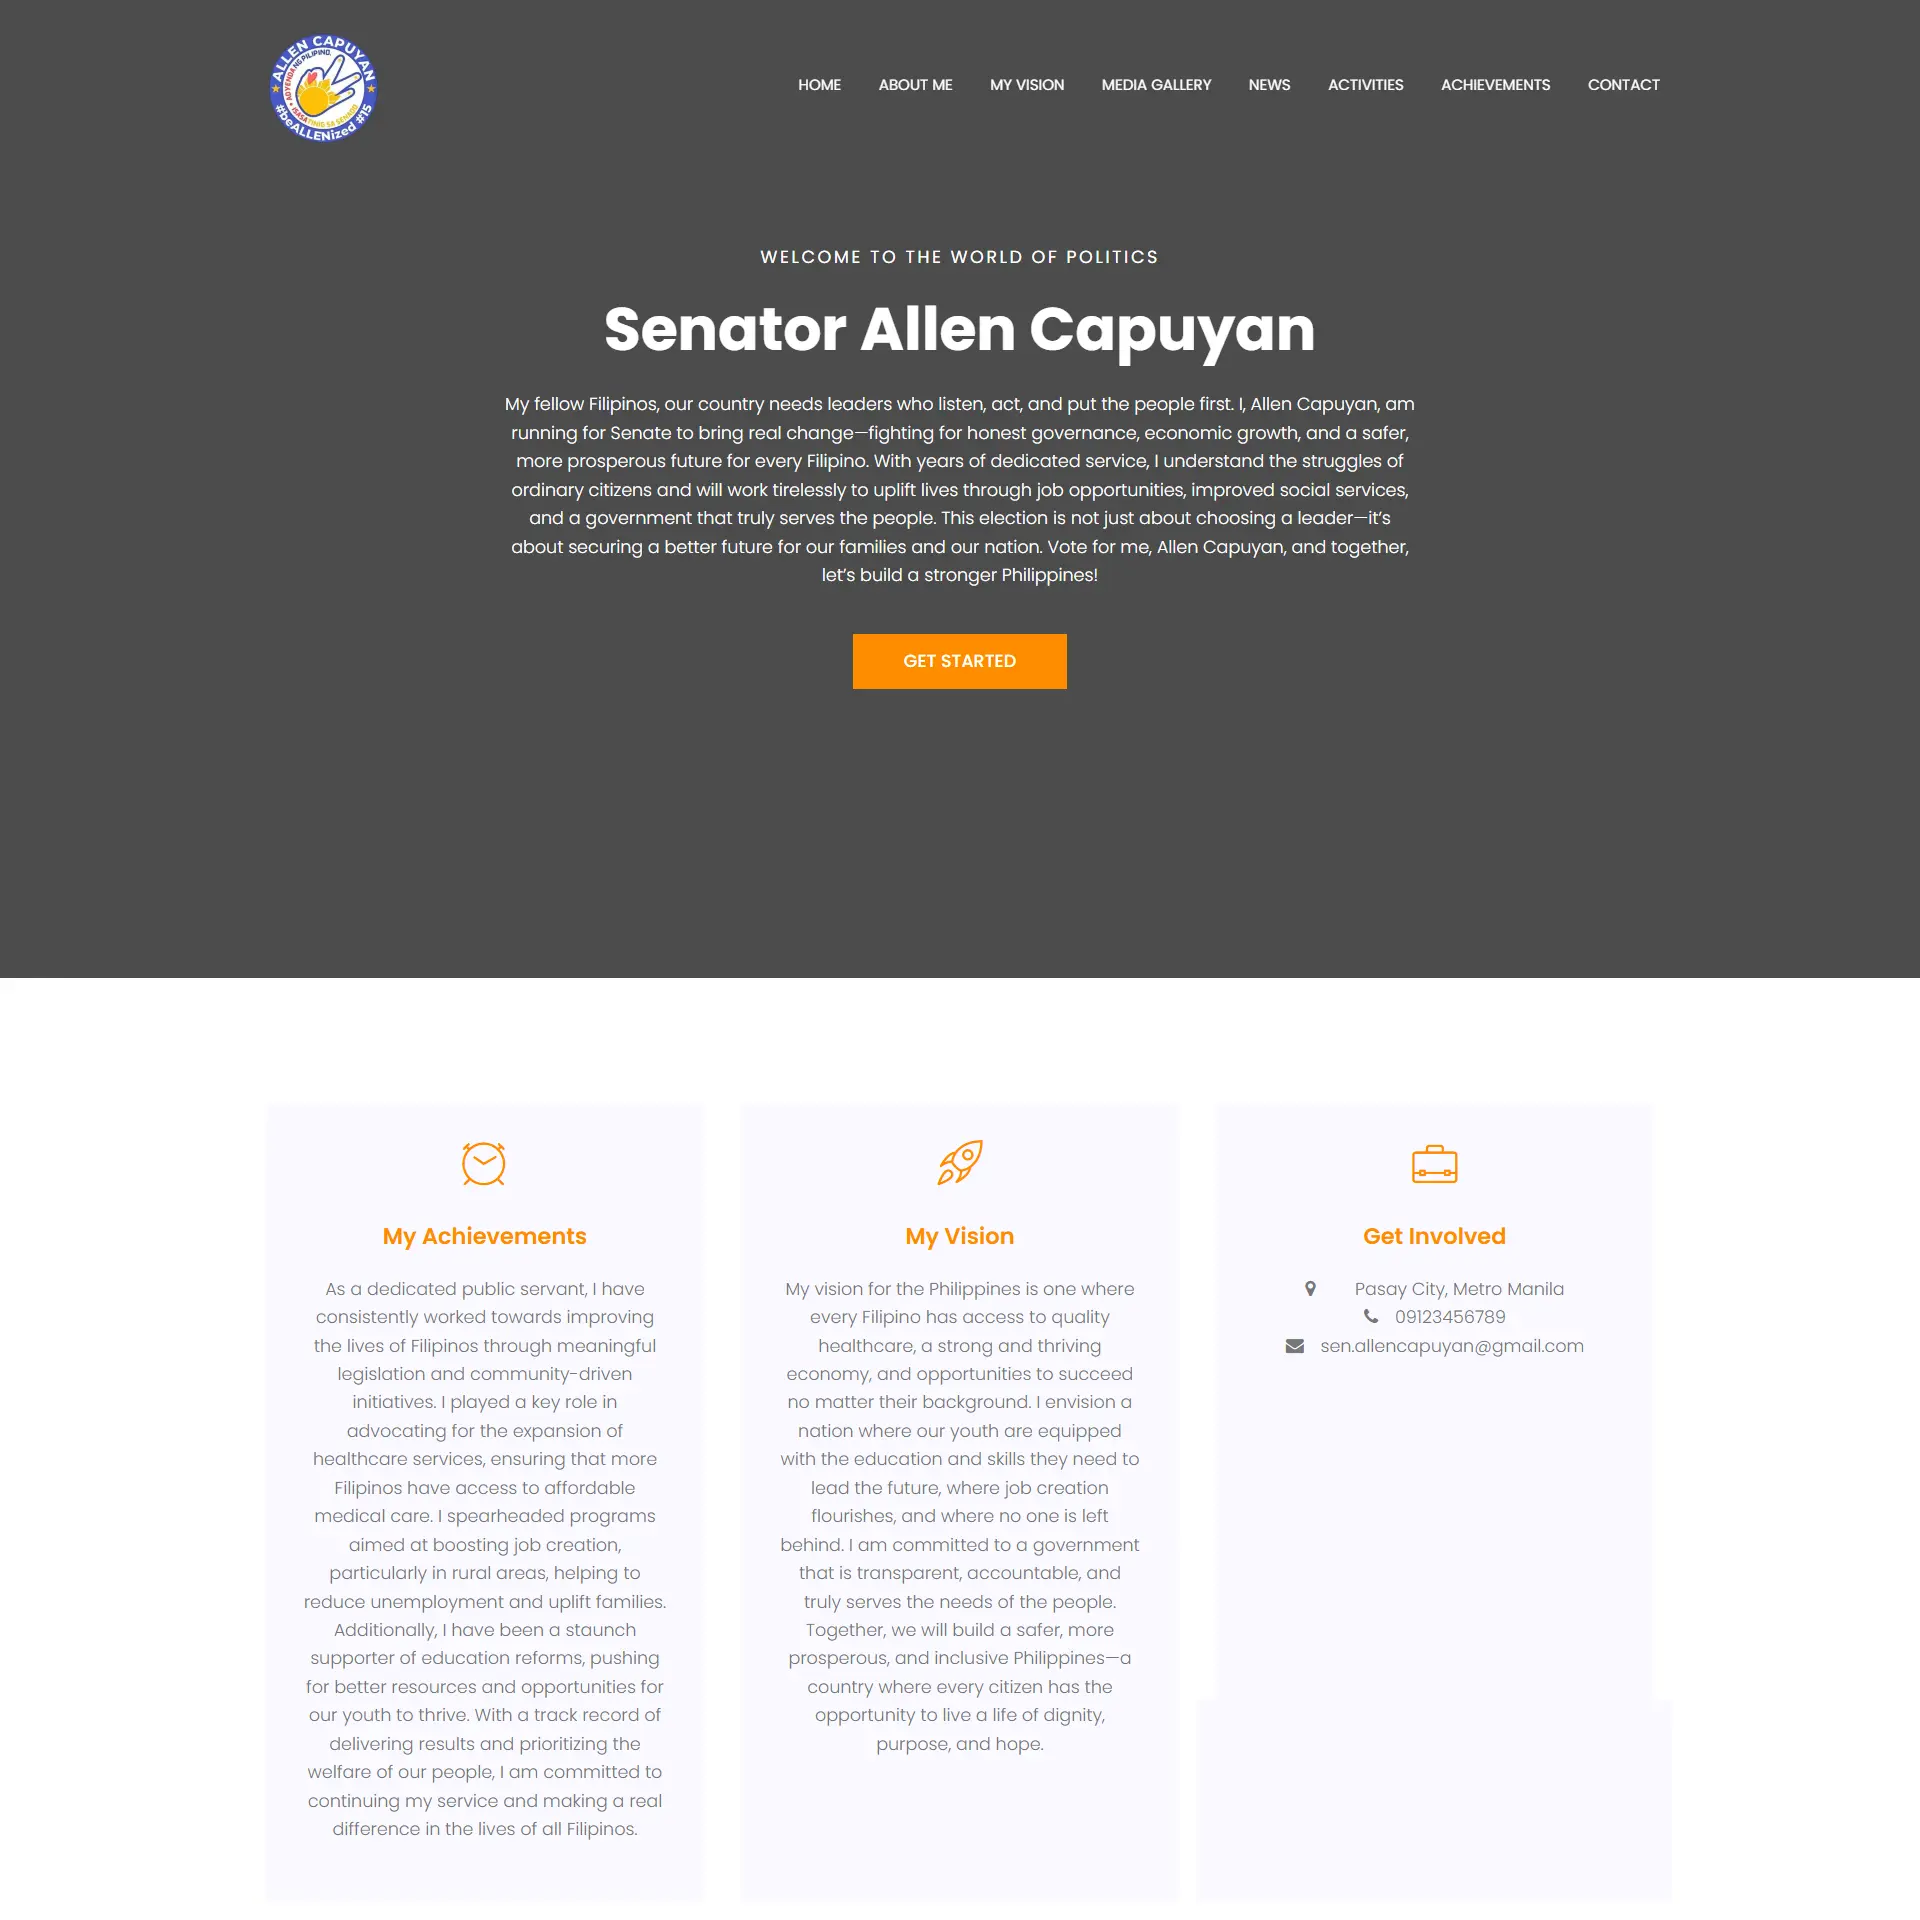 ALLEN CAPUYAN
ADYENDA NG PILIPINO,
ISASATINIG SA SENADO
#beALLENized #15
HOME ABOUT ME MY VISION MEDIA GALLERY NEWS ACTIVITIES ACHIEVEMENTS CONTACT
WELCOME TO THE WORLD OF POLITICS
Senator Allen Capuyan
My fellow Filipinos, our country needs leaders who listen, act, and put the people first. I, Allen Capuyan, am
running for Senate to bring real change—fighting for honest governance, economic growth, and a safer,
more prosperous future for every Filipino. With years of dedicated service, I understand the struggles of
ordinary citizens and will work tirelessly to uplift lives through job opportunities, improved social services,
and a government that truly serves the people. This election is not just about choosing a leader—it’s
about securing a better future for our families and our nation. Vote for me, Allen Capuyan, and together,
let’s build a stronger Philippines!
GET STARTED
My Achievements
As a dedicated public servant, I have
consistently worked towards improving
the lives of Filipinos through meaningful
legislation and community-driven
initiatives. I played a key role in
advocating for the expansion of
healthcare services, ensuring that more
Filipinos have access to affordable
medical care. I spearheaded programs
aimed at boosting job creation,
particularly in rural areas, helping to
reduce unemployment and uplift families.
Additionally, I have been a staunch
supporter of education reforms, pushing
for better resources and opportunities for
our youth to thrive. With a track record of
delivering results and prioritizing the
welfare of our people, I am committed to
continuing my service and making a real
difference in the lives of all Filipinos.
My Vision
My vision for the Philippines is one where
every Filipino has access to quality
healthcare, a strong and thriving
economy, and opportunities to succeed
no matter their background. I envision a
nation where our youth are equipped
with the education and skills they need to
lead the future, where job creation
flourishes, and where no one is left
behind. I am committed to a government
that is transparent, accountable, and
truly serves the needs of the people.
Together, we will build a safer, more
prosperous, and inclusive Philippines—a
country where every citizen has the
opportunity to live a life of dignity,
purpose, and hope.
Get Involved
Pasay City, Metro Manila
09123456789
sen.allencapuyan@gmail.com